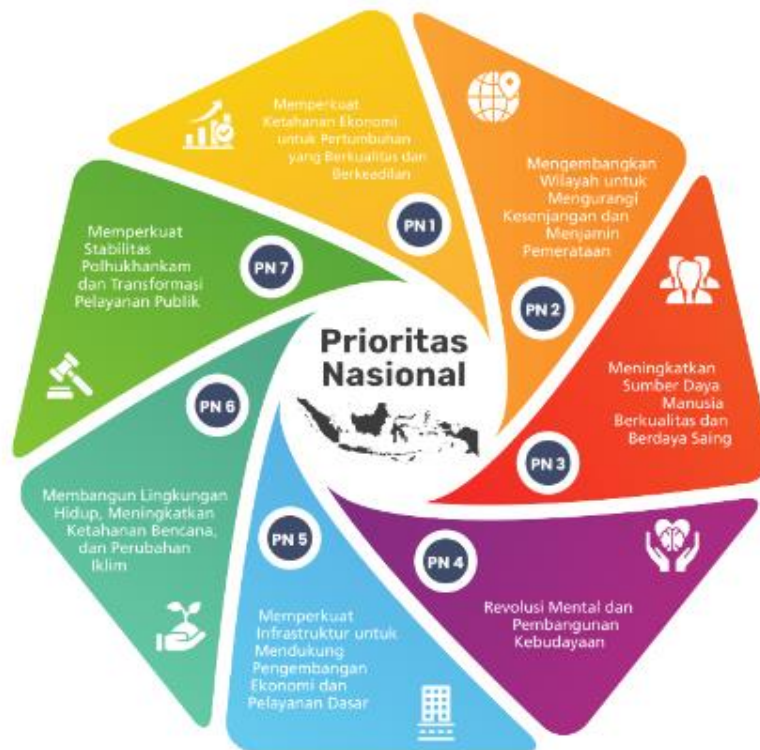 Prioritas
Nasional
Memperkuat
Ketahanan Ekonomi
untuk Pertumbuhan
yang Berkualitas dan
Berkeadilan
PN 1
Mengembangkan
Wilayah untuk
Mengurangi
Kesenjangan dan
Menjamin
Pemerataan
PN 2
Meningkatkan
Sumber Daya
Manusia
Berkualitas dan
Berdaya Saing
PN 3
PN 4
Revolusi Mental dan
Pembangunan
Kebudayaan
PN 5
Memperkuat
Infrastruktur untuk
Mendukung
Pengembangan
Ekonomi dan
Pelayanan Dasar
PN 6
Membangun Lingkungan
Hidup, Meningkatkan
Ketahanan Bencana,
dan Perubahan
Iklim
Memperkuat
Stabilitas
Polhukhankam
dan Transformasi
Pelayanan Publik
PN 7